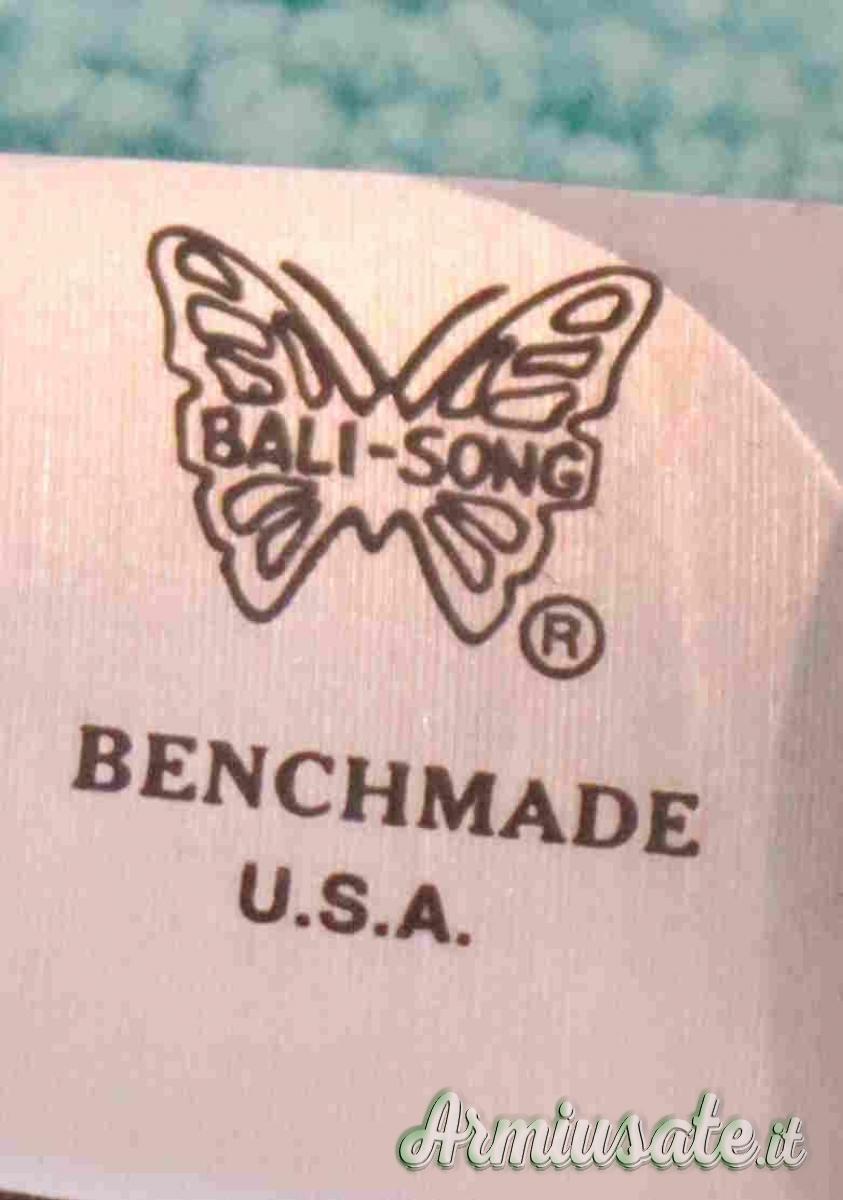 BALI-SONG
®
BENCHMADE
U.S.A.
Armiusate.it